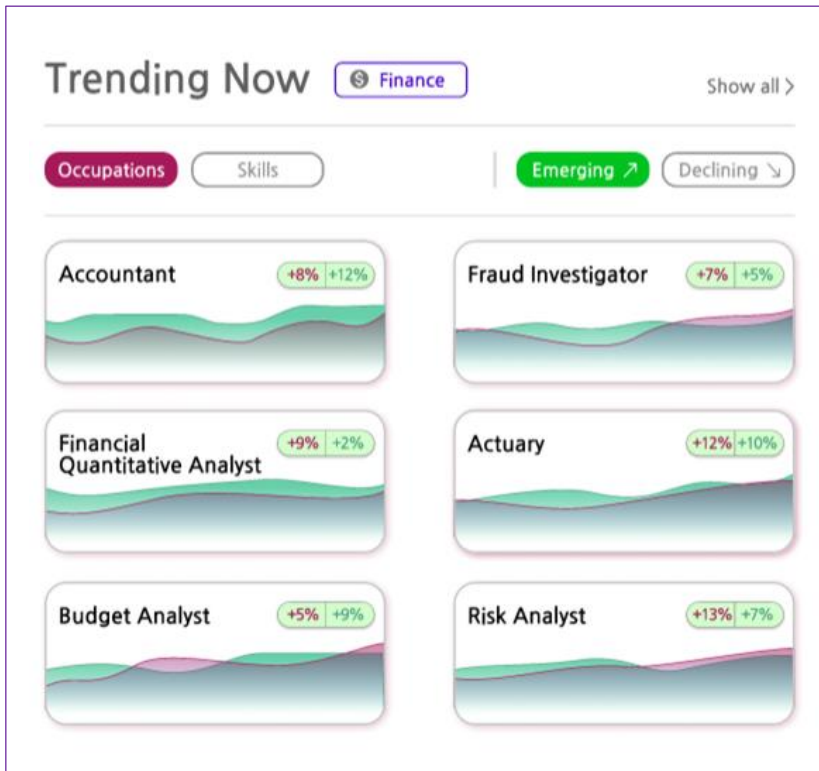 Trending Now
Finance
Show all >
Occupations
Skills
Emerging ↗
Declining ↘
Accountant
+8% +12%
Fraud Investigator
+7% +5%
Financial
Quantitative Analyst
+9% +2%
Actuary
+12% +10%
Budget Analyst
+5% +9%
Risk Analyst
+13% +7%